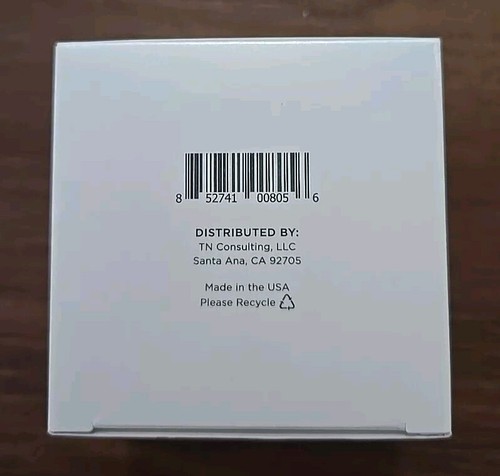 8 52741 00805 6
DISTRIBUTED BY:
TN Consulting, LLC
Santa Ana, CA 92705
Made in the USA
Please Recycle